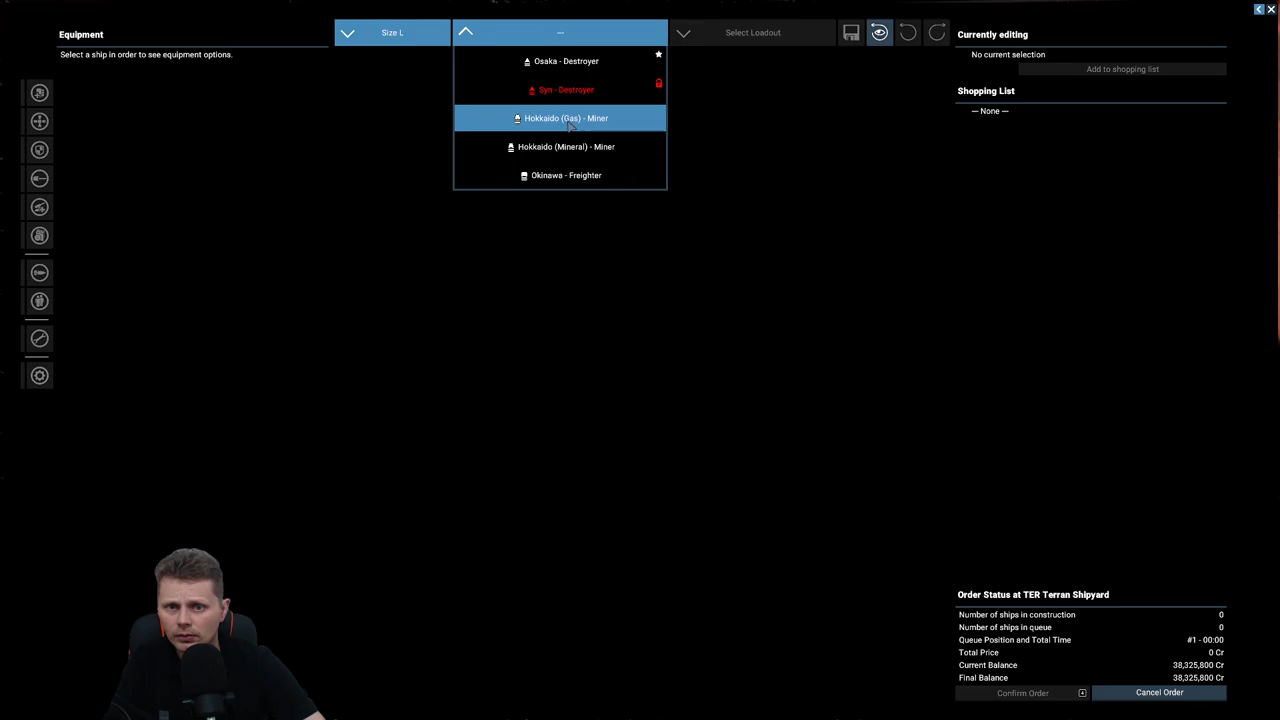 Equipment
Select a ship in order to see equipment options.
Size L
---
Select Loadout
Osaka - Destroyer
Syn - Destroyer
Hokkaido (Gas) - Miner
Hokkaido (Mineral) - Miner
Okinawa - Freighter
Currently editing
No current selection
Add to shopping list
Shopping List
--- None ---
Order Status at TER Terran Shipyard
Number of ships in construction 0
Number of ships in queue 0
Queue Position and Total Time #1 - 00:00
Total Price 0 Cr
Current Balance 38,325,800 Cr
Final Balance 38,325,800 Cr
Confirm Order
Cancel Order